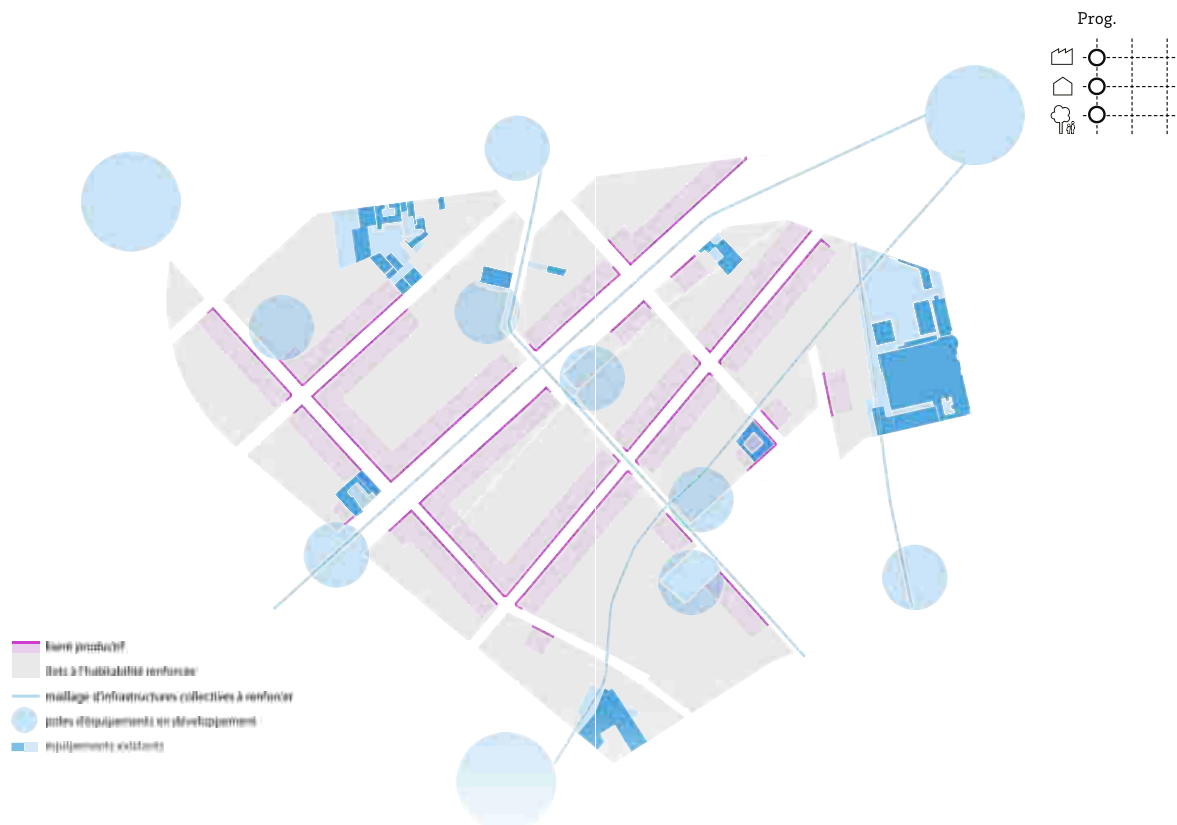 Prog.
liseré productif
îlots à l'habitabilité renforcée
maillage d'infrastructures collectives à renforcer
pôles d'équipements en développement
équipements existants